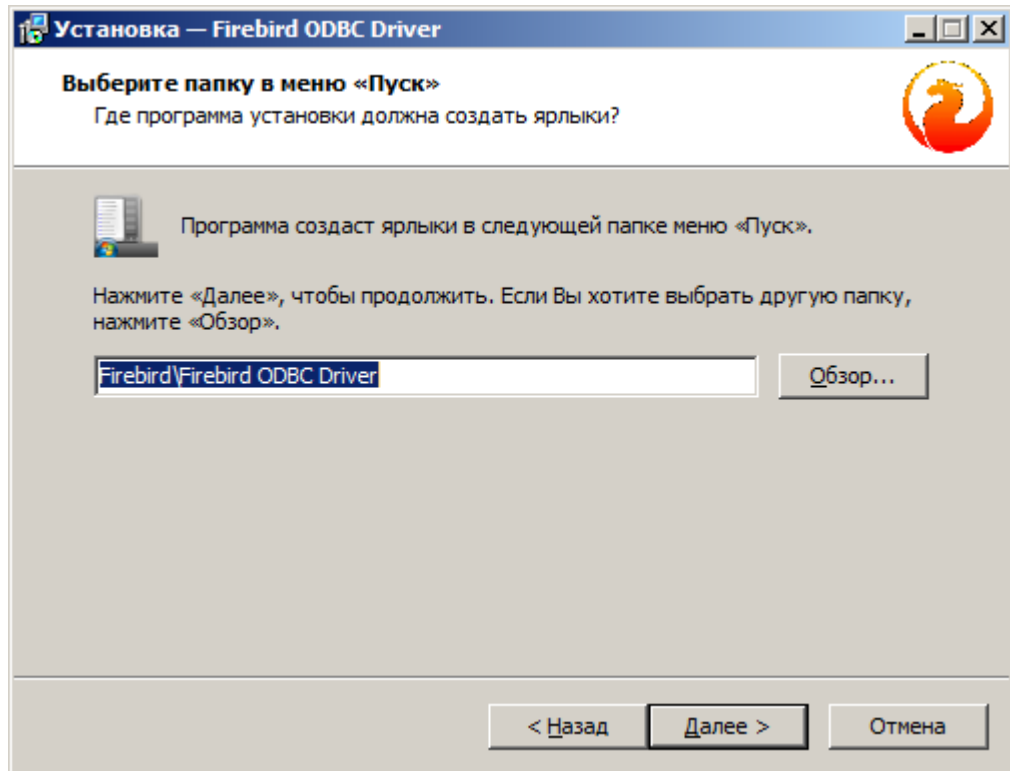 Установка — Firebird ODBC Driver
Выберите папку в меню «Пуск»
Где программа установки должна создать ярлыки?
Программа создаст ярлыки в следующей папке меню «Пуск».
Нажмите «Далее», чтобы продолжить. Если Вы хотите выбрать другую папку,
нажмите «Обзор».
Firebird\Firebird ODBC Driver
Обзор...
< Назад
Далее >
Отмена